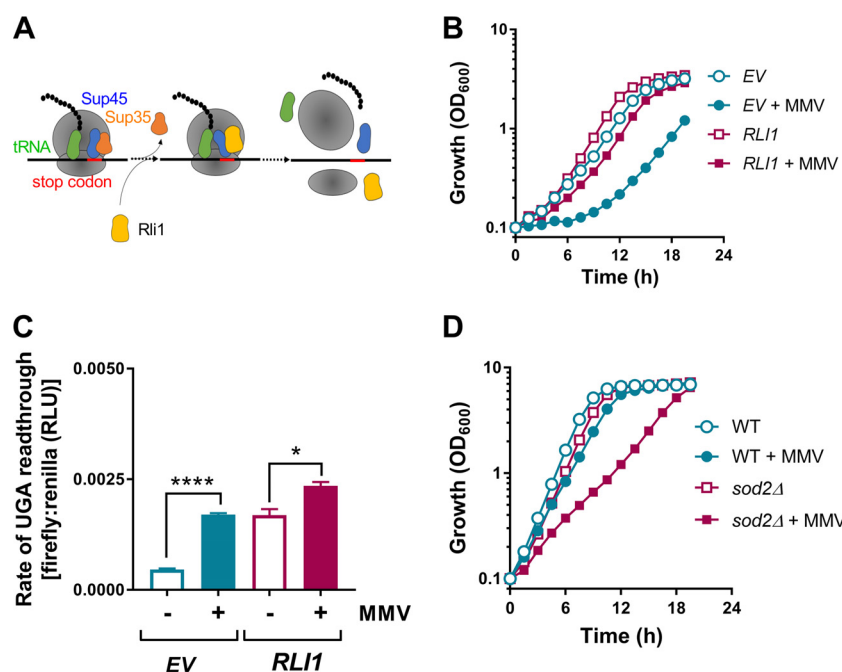 A
Sup45
Sup35
tRNA
stop codon
Rli1
B
10
1
0.1
Growth (OD600)
0 6 12 18 24
Time (h)
EV
EV + MMV
RLI1
RLI1 + MMV
C
Rate of UGA readthrough
[firefly:renilla (RLU)]
0.0050
0.0025
0.0000
****
*
- + - + MMV
EV RLI1
D
10
1
0.1
Growth (OD600)
0 6 12 18 24
Time (h)
WT
WT + MMV
sod2Δ
sod2Δ + MMV